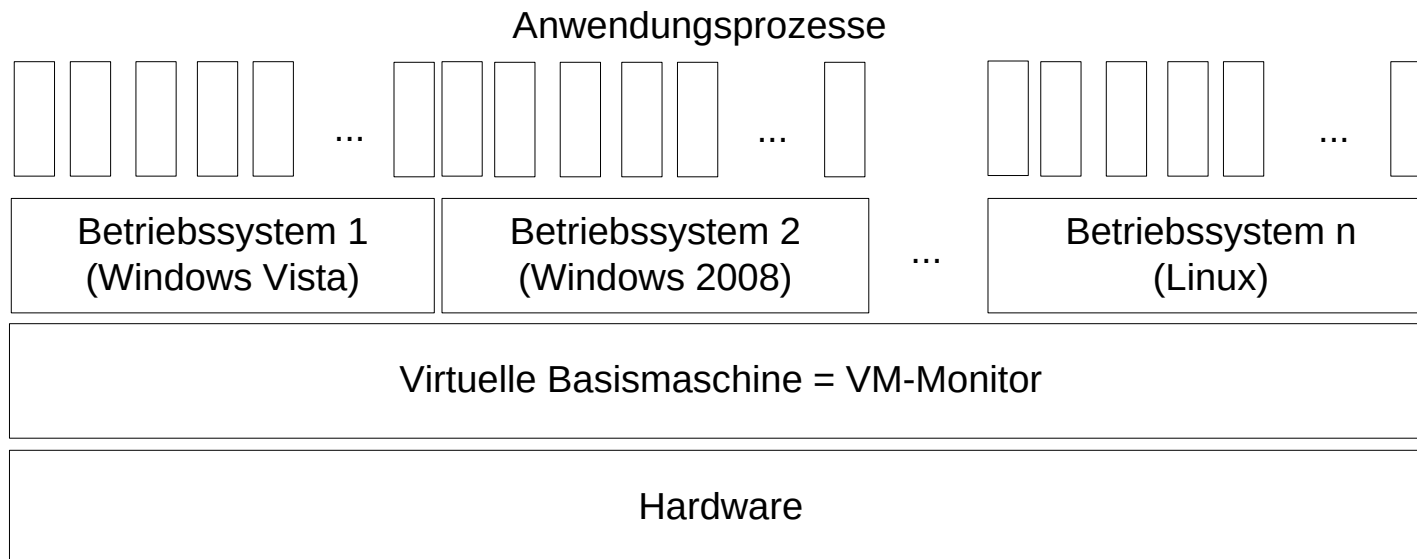 Anwendungsprozesse
... ... ...
Betriebssystem 1
(Windows Vista)
Betriebssystem 2
(Windows 2008)
...
Betriebssystem n
(Linux)
Virtuelle Basismaschine = VM-Monitor
Hardware